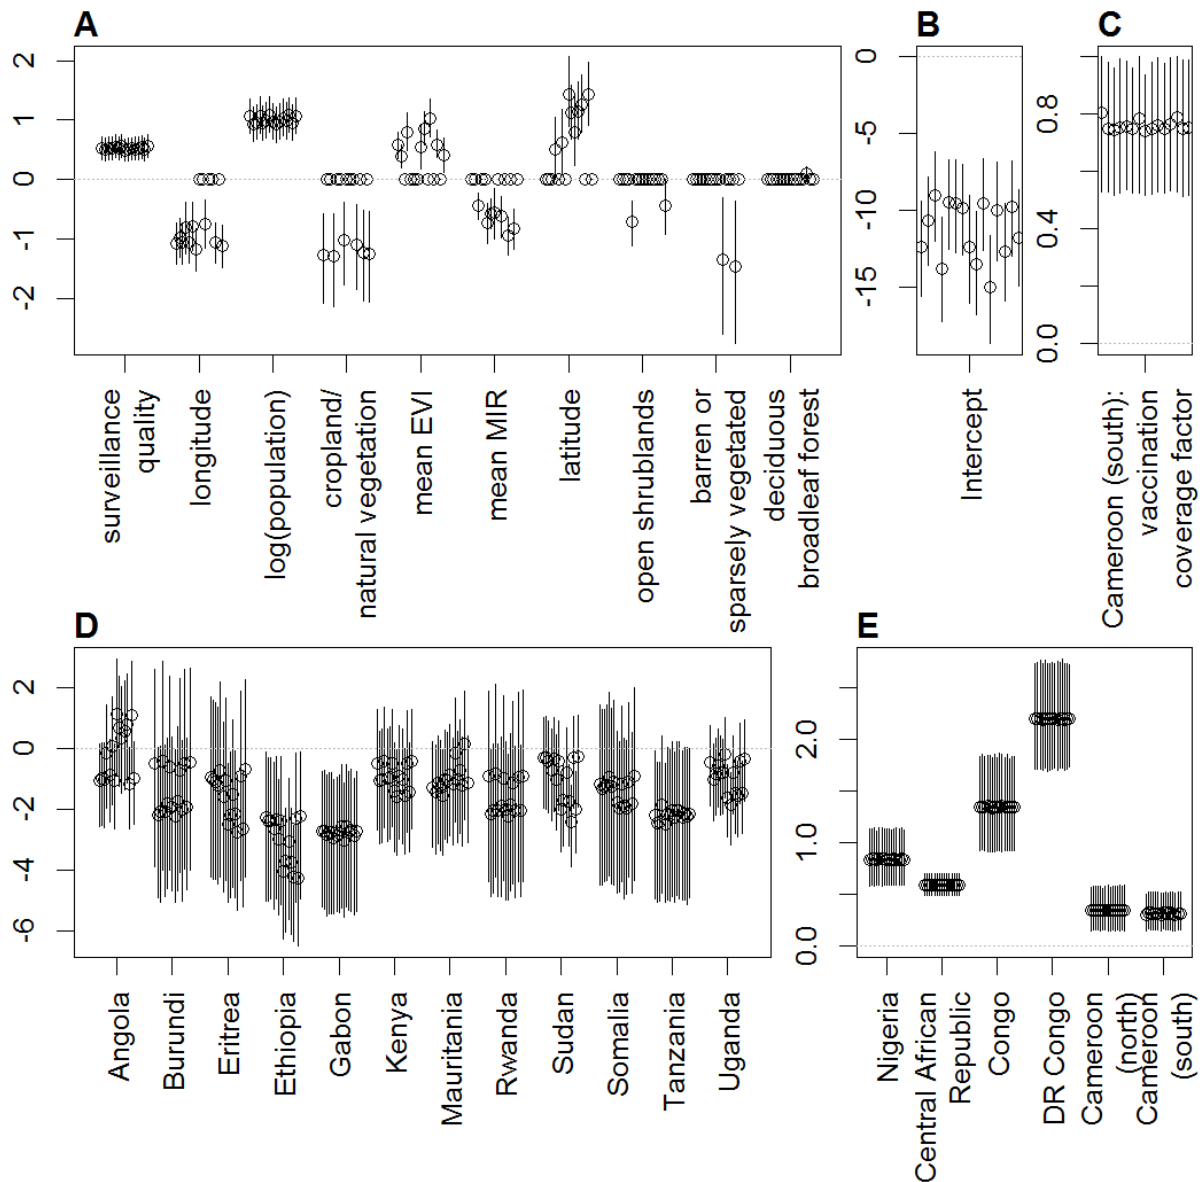 A
B
C
2
1
0
-1
-2
0
-5
-10
-15
0.8
0.4
0.0
surveillance
quality
longitude
log(population)
cropland/
natural vegetation
mean EVI
mean MIR
latitude
open shrublands
barren or
sparsely vegetated
deciduous
broadleaf forest
Intercept
Cameroon (south):
vaccination
coverage factor
D
E
2
0
-2
-4
-6
2.0
1.0
0.0
Angola
Burundi
Eritrea
Ethiopia
Gabon
Kenya
Mauritania
Rwanda
Sudan
Somalia
Tanzania
Uganda
Nigeria
Central African
Republic
Congo
DR Congo
Cameroon
(north)
Cameroon
(south)